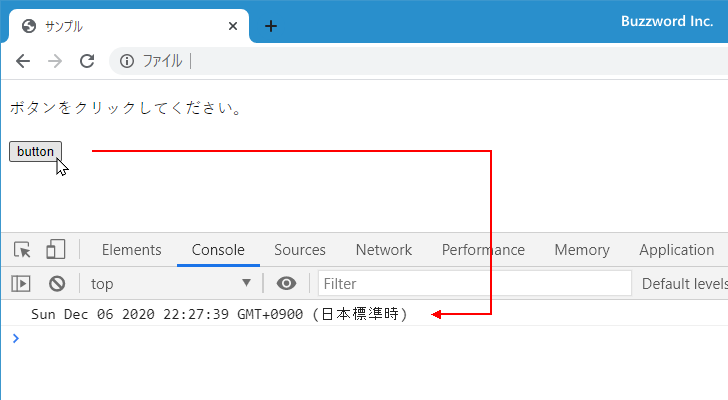 サンプル
Buzzword Inc.
ファイル
ボタンをクリックしてください。
button
Elements Console Sources Network Performance Memory Application
top Filter Default levels
Sun Dec 06 2020 22:27:39 GMT+0900 (日本標準時)